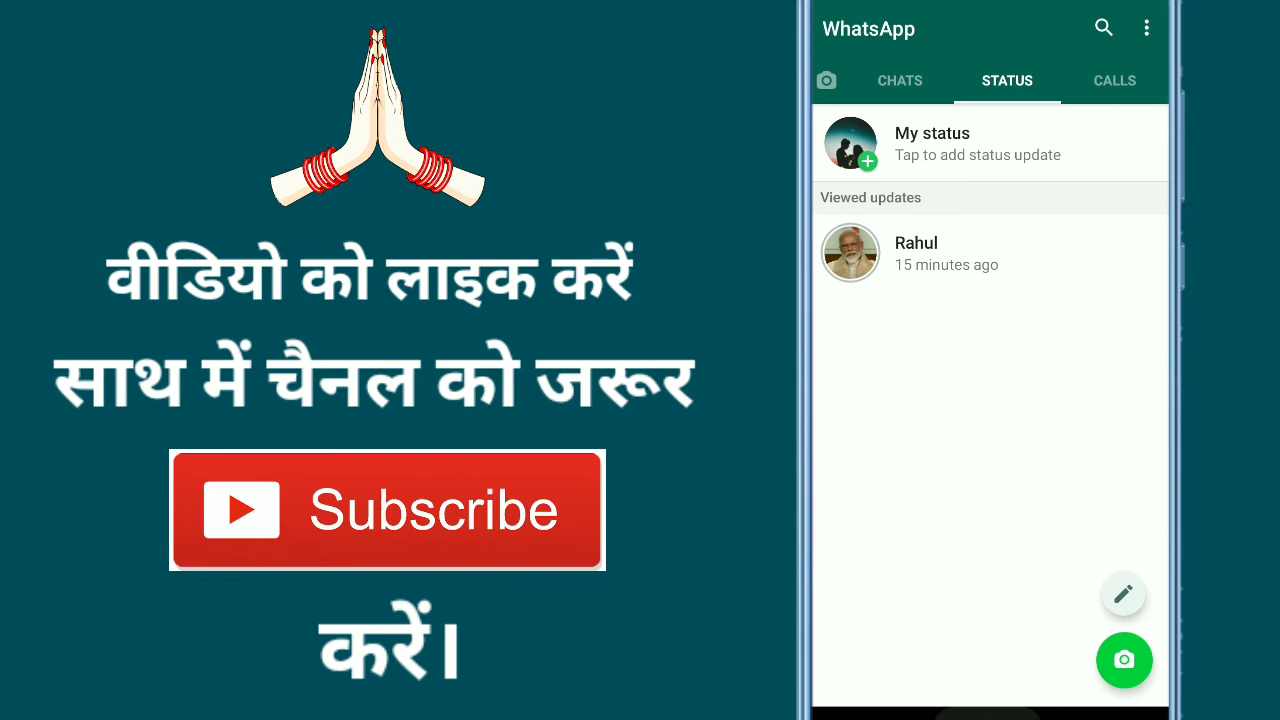 वीडियो को लाइक करें
साथ में चैनल को जरूर
Subscribe
करें।
WhatsApp
CHATS STATUS CALLS
My status
Tap to add status update
Viewed updates
Rahul
15 minutes ago